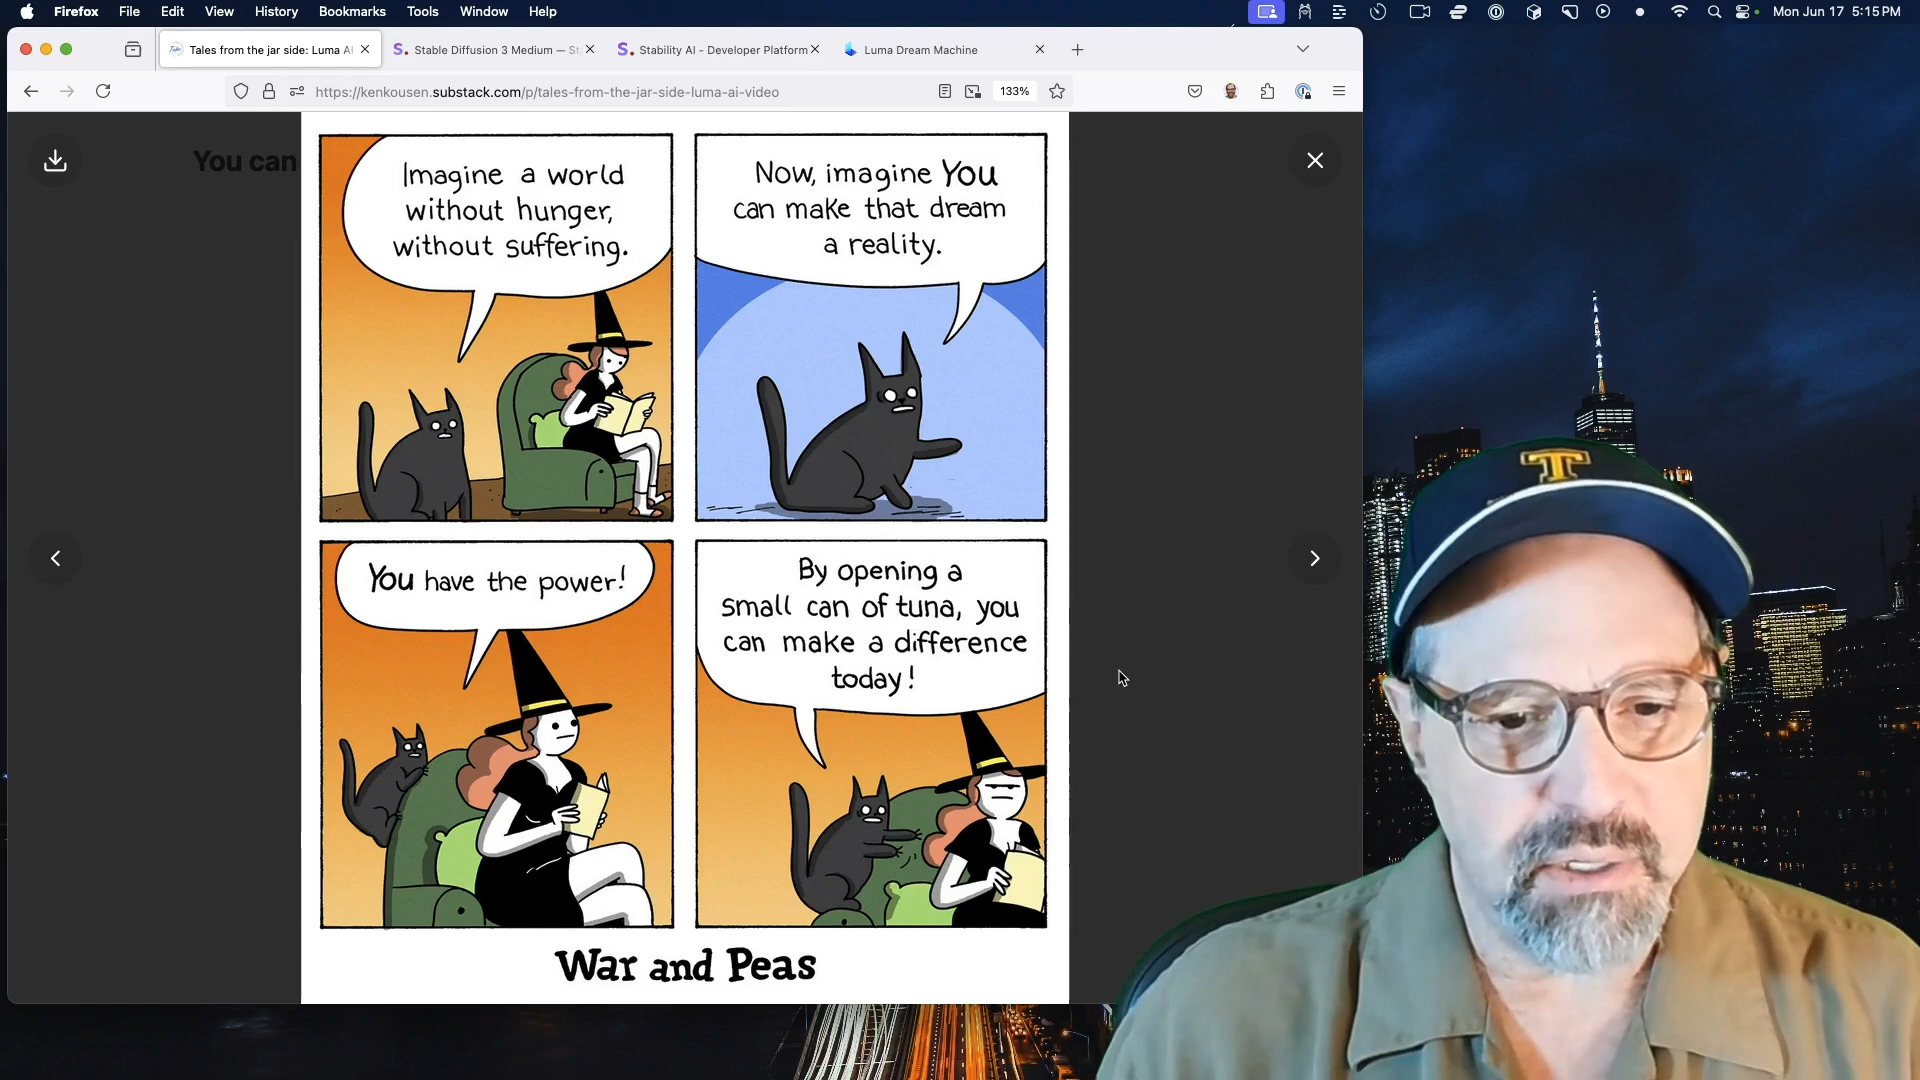 Firefox File Edit View History Bookmarks Tools Window Help Mon Jun 17 5:15 PM
Tales from the jar side: Luma AI Stable Diffusion 3 Medium — St Stability AI - Developer Platform Luma Dream Machine
https://kenkousen.substack.com/p/tales-from-the-jar-side-luma-ai-video 133%
You can
Imagine a world
without hunger,
without suffering.
Now, imagine You
can make that dream
a reality.
You have the power!
By opening a
small can of tuna, you
can make a difference
today!
War and Peas
T